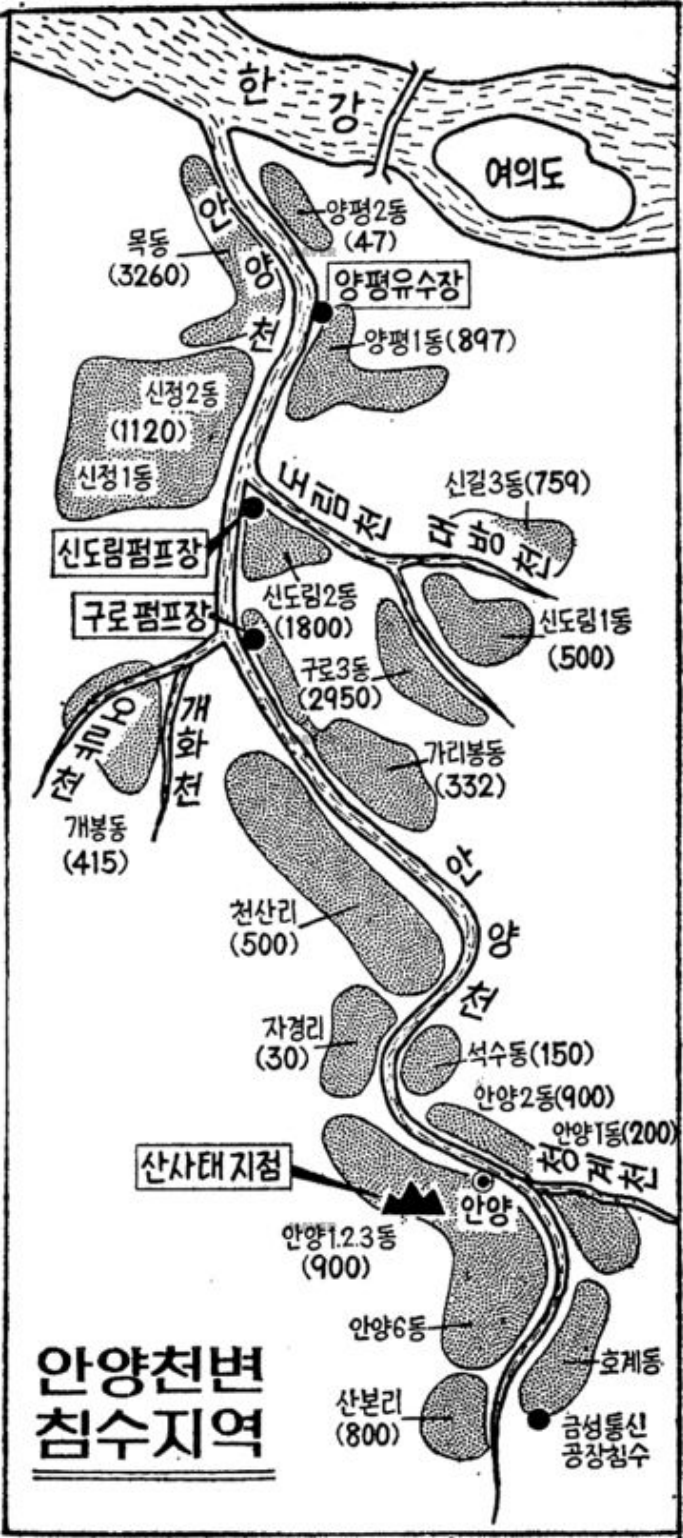 한강
여의도
안양천
양평2동
(47)
목동
(3260)
양평유수장
양평1동(897)
신정2동
(1120)
신정1동
도림천
신길3동(759)
대방천
신도림펌프장
신도림2동
(1800)
구로펌프장
신도림1동
(500)
구로3동
(2950)
오류천
개화천
가리봉동
(332)
개봉동
(415)
안양천
천산리
(500)
자경리
(30)
석수동(150)
안양2동(900)
안양1동(200)
청계천
산사태지점
안양
안양1.2.3동
(900)
안양6동
호계동
산본리
(800)
금성통신
공장침수
안양천변
침수지역